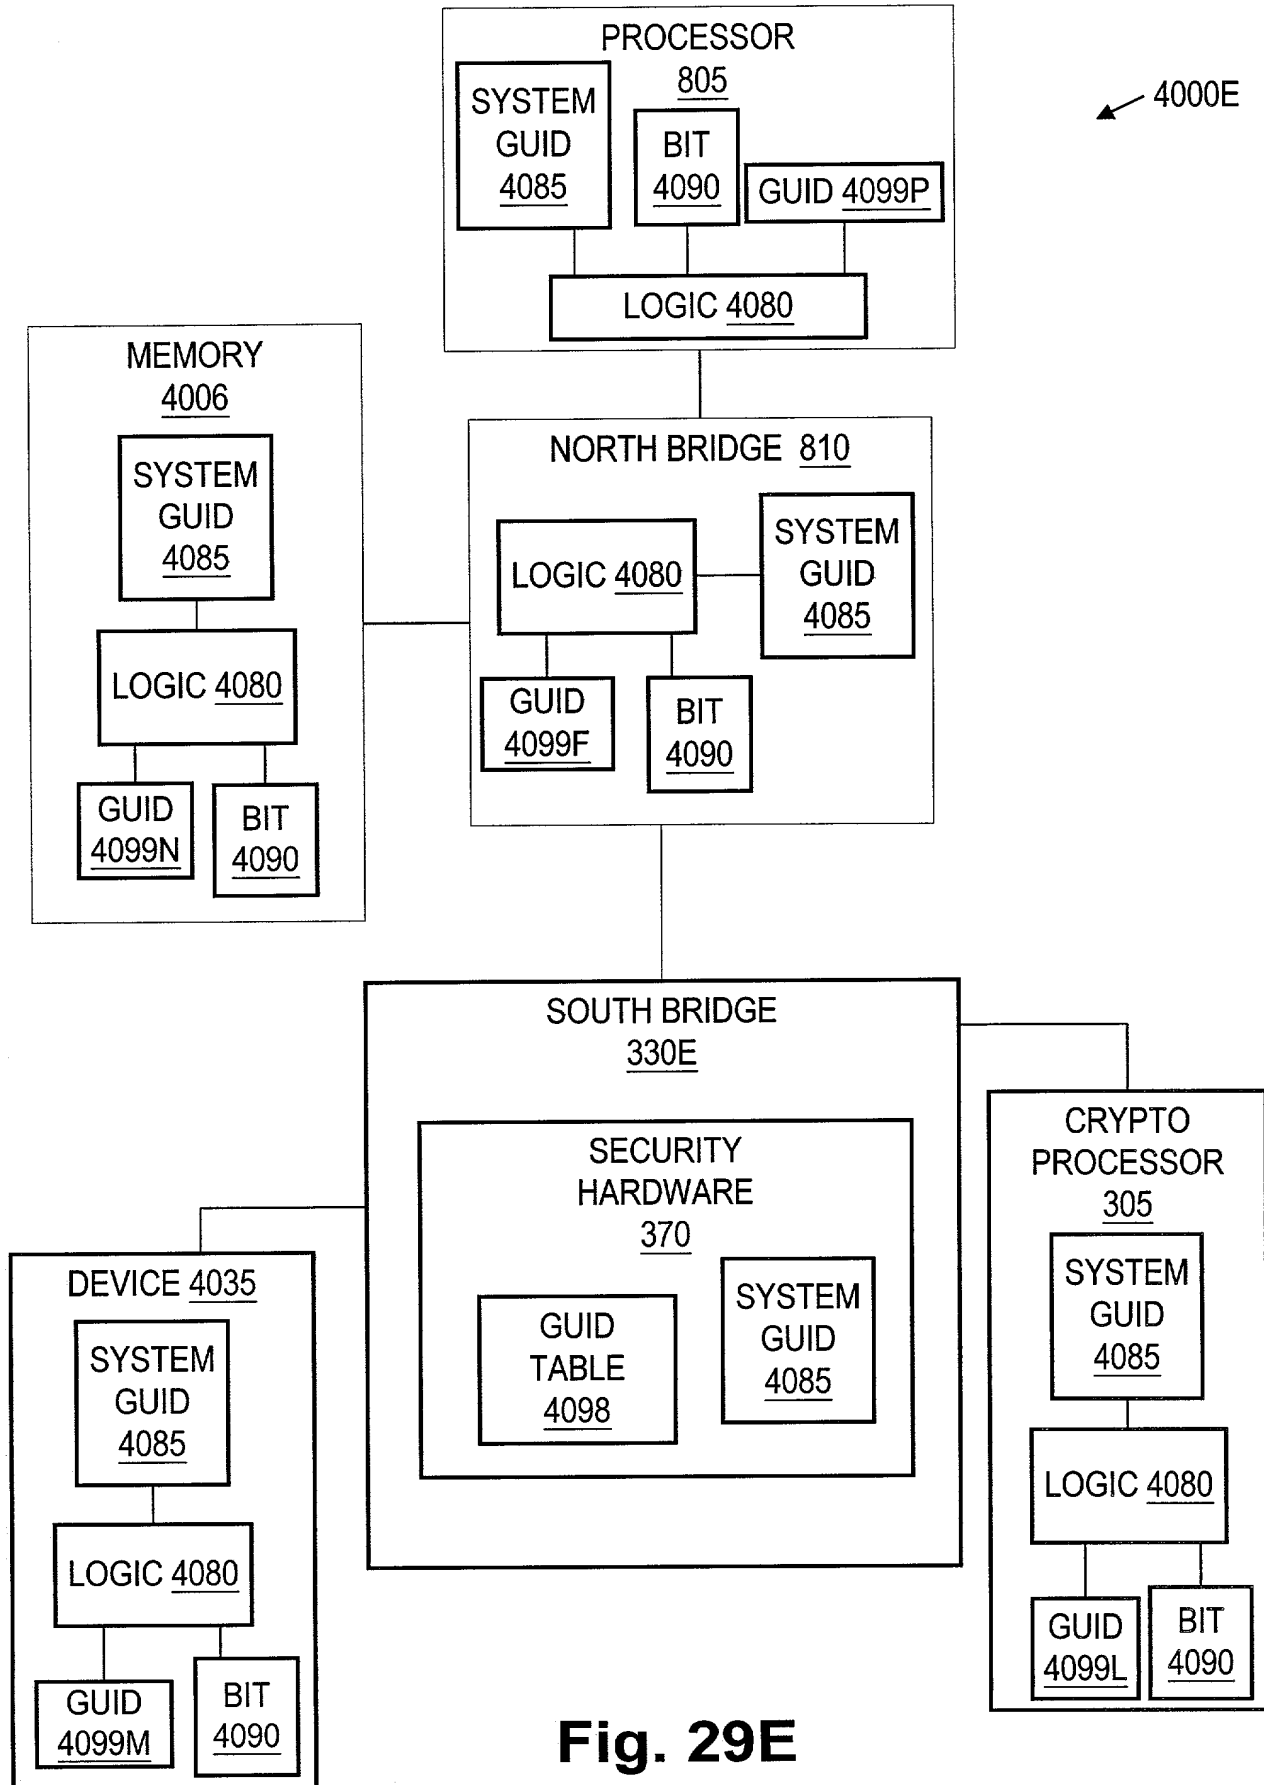 PROCESSOR
805
4000E
SYSTEM
GUID
4085
BIT
4090
GUID 4099P
LOGIC 4080
MEMORY
4006
SYSTEM
GUID
4085
LOGIC 4080
GUID
4099N
BIT
4090
NORTH BRIDGE 810
LOGIC 4080
SYSTEM
GUID
4085
GUID
4099F
BIT
4090
SOUTH BRIDGE
330E
SECURITY
HARDWARE
370
GUID
TABLE
4098
SYSTEM
GUID
4085
CRYPTO
PROCESSOR
305
SYSTEM
GUID
4085
LOGIC 4080
GUID
4099L
BIT
4090
DEVICE 4035
SYSTEM
GUID
4085
LOGIC 4080
GUID
4099M
BIT
4090
Fig. 29E